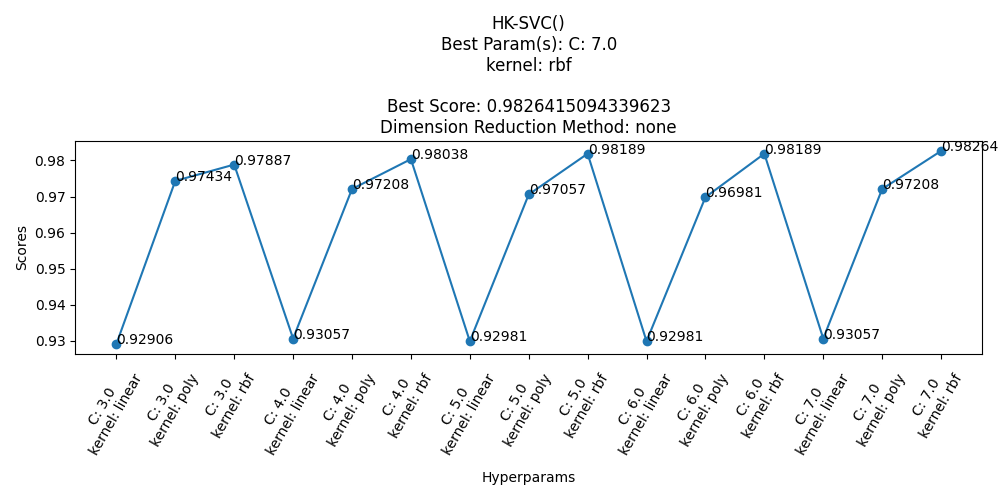 HK-SVC()
Best Param(s): C: 7.0
kernel: rbf
Best Score: 0.9826415094339623
Dimension Reduction Method: none
0.98
0.97
0.96
0.95
0.94
0.93
Scores
0.92906
0.97434
0.97887
0.93057
0.97208
0.98038
0.92981
0.97057
0.98189
0.92981
0.96981
0.98189
0.93057
0.97208
0.98264
C: 3.0
kernel: linear
C: 3.0
kernel: poly
C: 3.0
kernel: rbf
C: 4.0
kernel: linear
C: 4.0
kernel: poly
C: 4.0
kernel: rbf
C: 5.0
kernel: linear
C: 5.0
kernel: poly
C: 5.0
kernel: rbf
C: 6.0
kernel: linear
C: 6.0
kernel: poly
C: 6.0
kernel: rbf
C: 7.0
kernel: linear
C: 7.0
kernel: poly
C: 7.0
kernel: rbf
Hyperparams